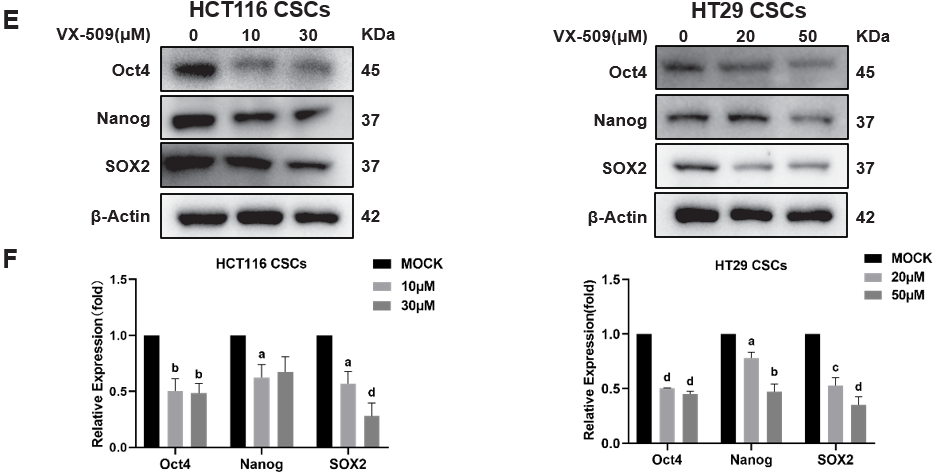 E
HCT116 CSCs
VX-509(μM) 0 10 30 KDa
Oct4 45
Nanog 37
SOX2 37
β-Actin 42
HT29 CSCs
VX-509(μM) 0 20 50 KDa
Oct4 45
Nanog 37
SOX2 37
β-Actin 42
F
HCT116 CSCs
MOCK
10μM
30μM
Relative Expression(fold)
1.5
1.0
0.5
0.0
b b a a d
Oct4 Nanog SOX2
HT29 CSCs
MOCK
20μM
50μM
Relative Expression(fold)
1.5
1.0
0.5
0.0
d d a b c d
Oct4 Nanog SOX2